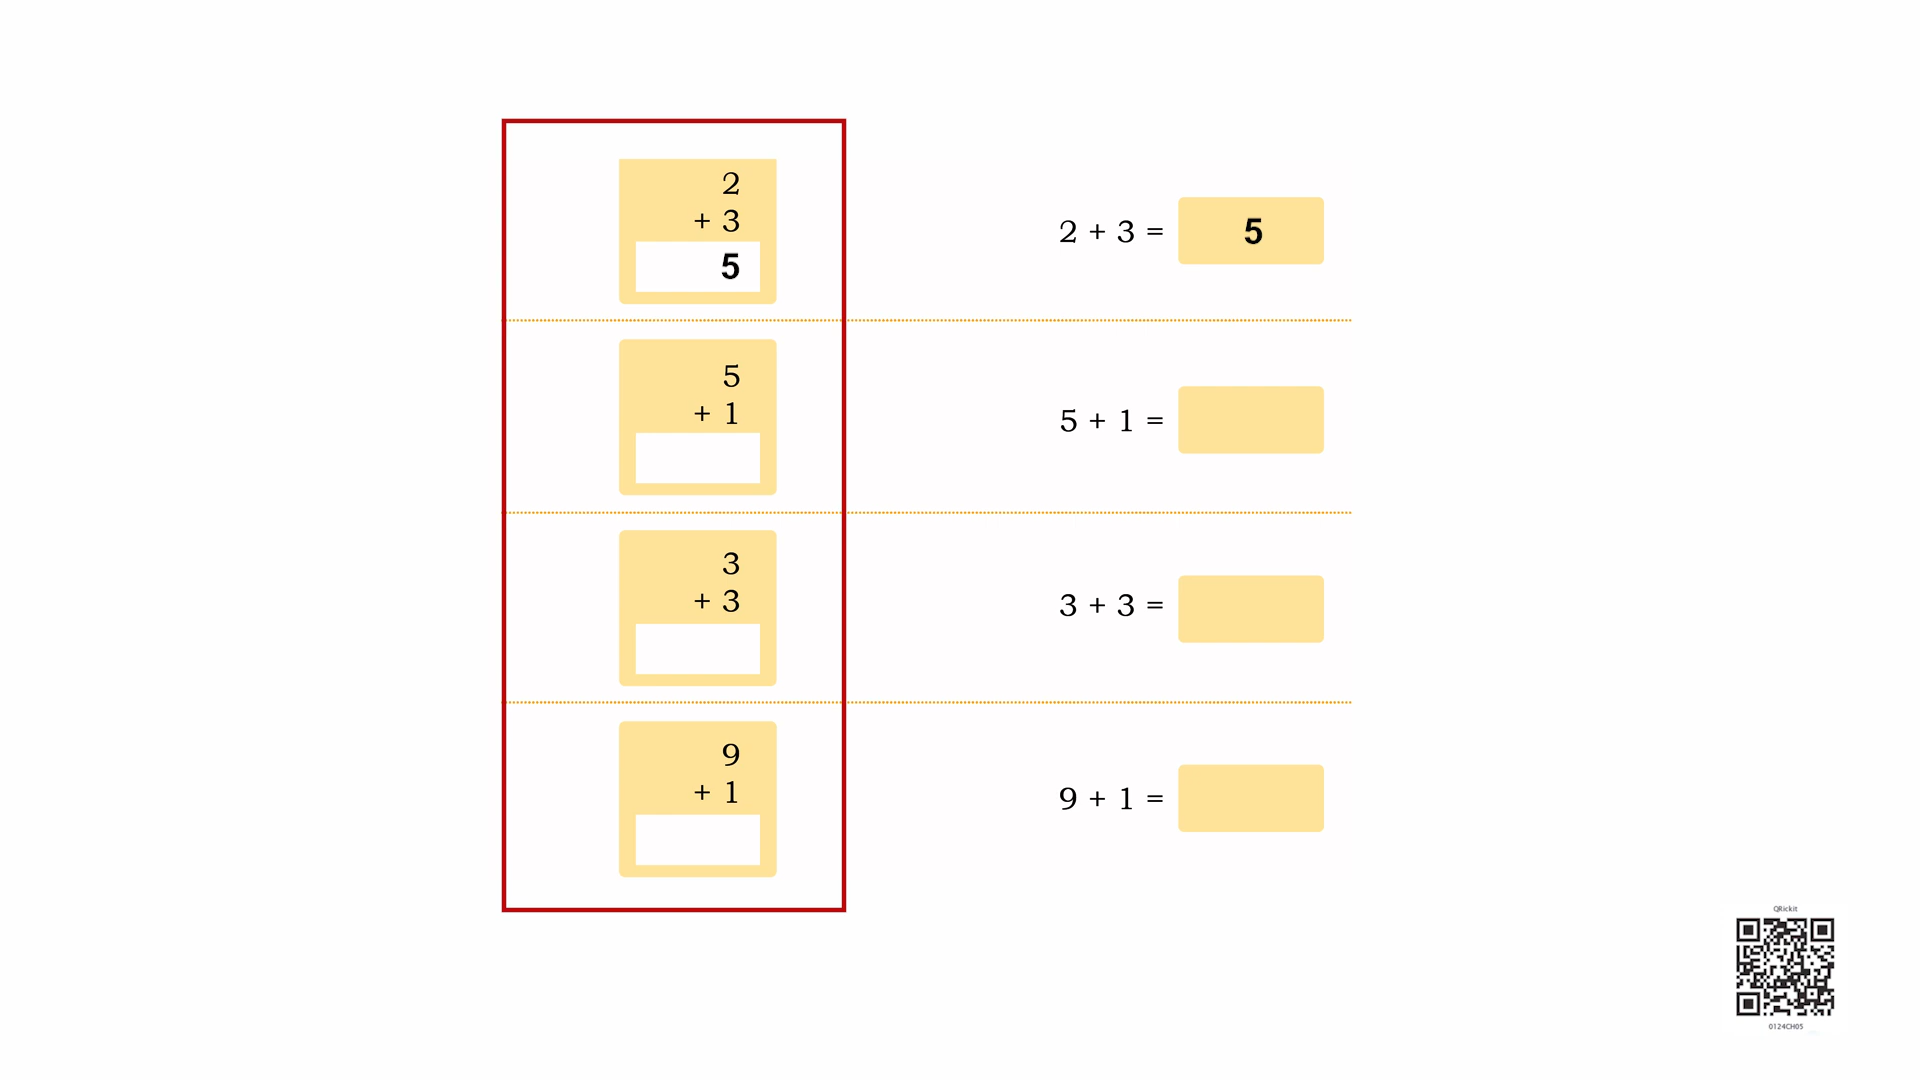 2
+ 3
5
2 + 3 = 5
5
+ 1
5 + 1 =
3
+ 3
3 + 3 =
9
+ 1
9 + 1 =
QRickit
0124CH05